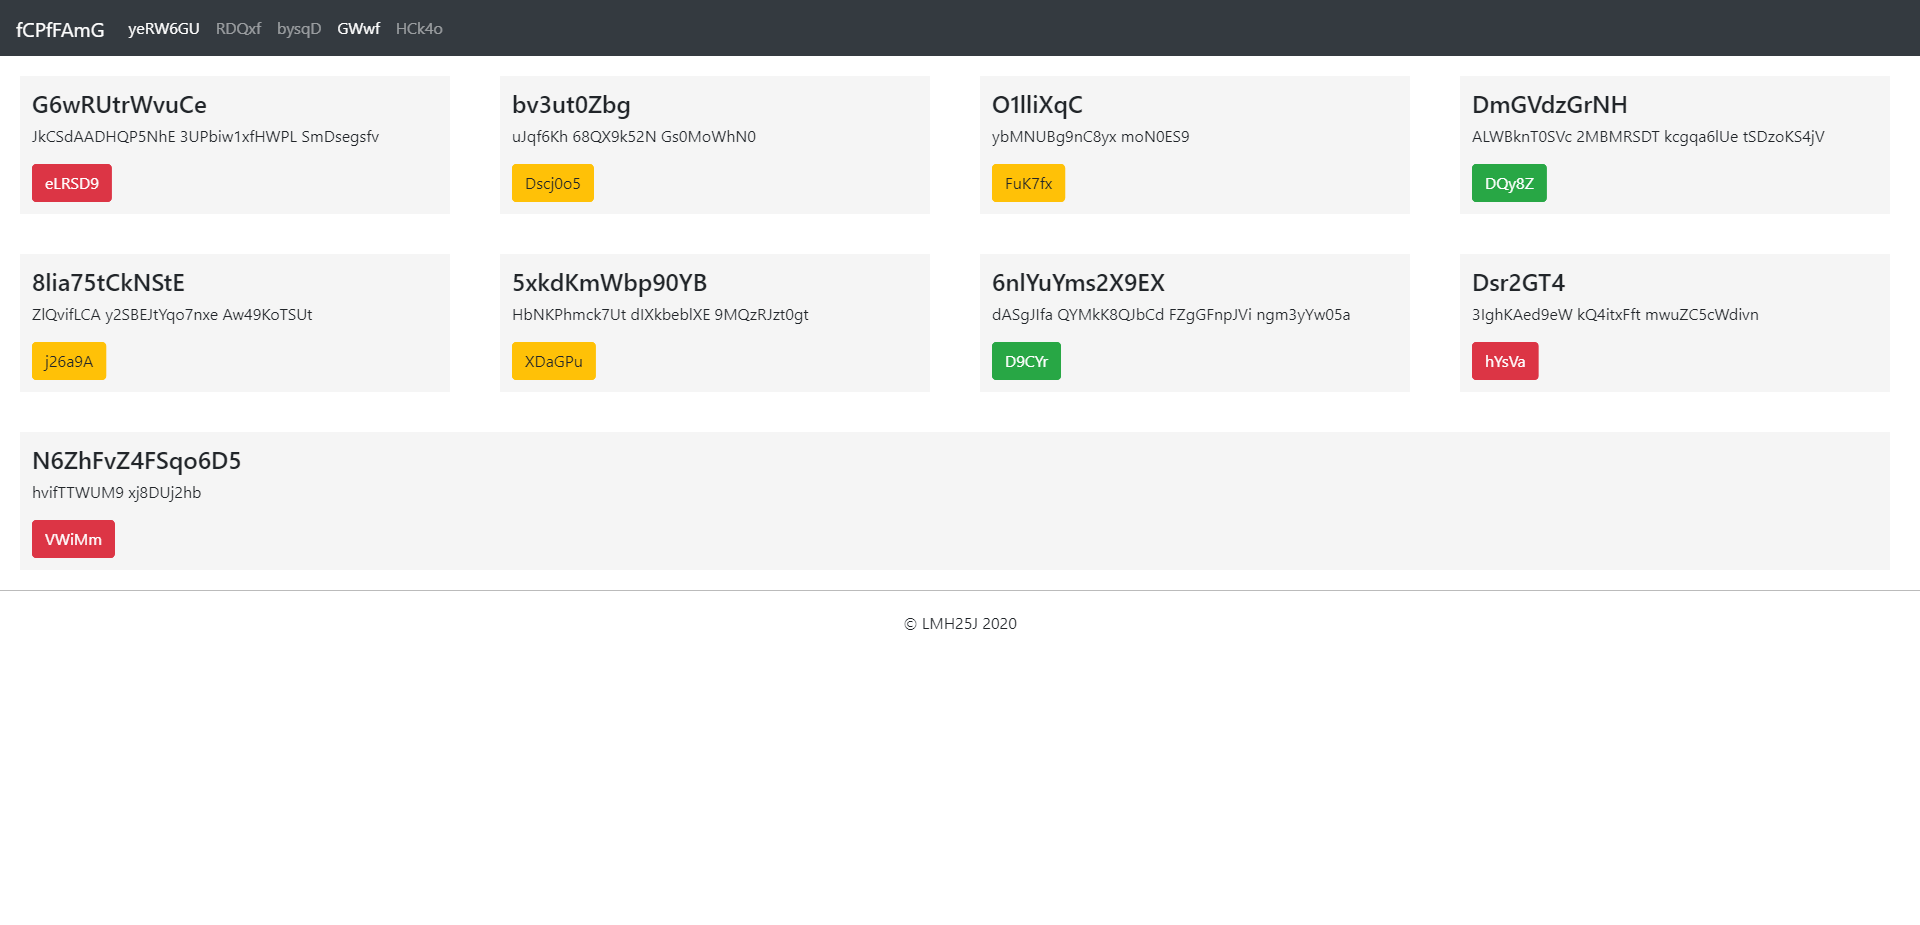 fCPfFAmG yeRW6GU RDQxf bysqD GWwf HCk4o
G6wRUtrWvuCe
JkCSdAADHQP5NhE 3UPbiw1xfHWPL SmDsegsfv
eLRSD9
bv3ut0Zbg
uJqf6Kh 68QX9k52N Gs0MoWhN0
Dscj0o5
O1lliXqC
ybMNUBg9nC8yx moN0ES9
FuK7fx
DmGVdzGrNH
ALWBknT0SVc 2MBMRSDT kcgqa6lUe tSDzoKS4jV
DQy8Z
8lia75tCkNStE
ZlQvifLCA y2SBEJtYqo7nxe Aw49KoTSUt
j26a9A
5xkdKmWbp90YB
HbNKPhmck7Ut dIXkbeblXE 9MQzRJzt0gt
XDaGPu
6nlYuYms2X9EX
dASgJIfa QYMkK8QJbCd FZgGFnpJVi ngm3yYw05a
D9CYr
Dsr2GT4
3IghKAed9eW kQ4itxFft mwuZC5cWdivn
hYsVa
N6ZhFvZ4FSqo6D5
hvifTTWUM9 xj8DUj2hb
VWiMm
© LMH25J 2020